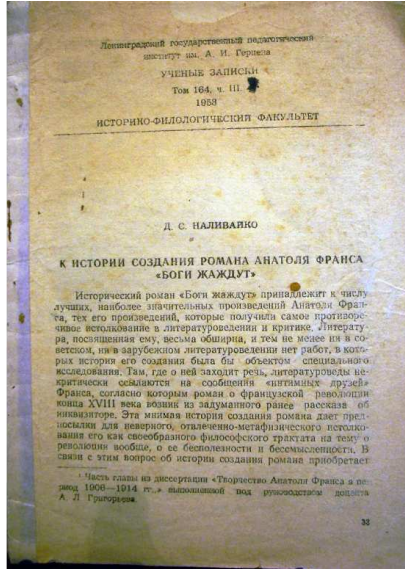 Ленинградский государственный педагогический
институт им. А. И. Герцена
УЧЕНЫЕ ЗАПИСКИ
Том 164, ч. III.
1958
ИСТОРИКО-ФИЛОЛОГИЧЕСКИЙ ФАКУЛЬТЕТ
Д. С. НАЛИВАЙКО
К ИСТОРИИ СОЗДАНИЯ РОМАНА АНАТОЛЯ ФРАНСА
«БОГИ ЖАЖДУТ»
Исторический роман «Боги жаждут» принадлежит к числу
лучших, наиболее значительных произведений Анатоля Фран-
са, тех его произведений, которые получили самое противоре-
чивое истолкование в литературоведении и критике. Литерату-
ра, посвященная ему, весьма обширна, и тем не менее ни в со-
ветском, ни в зарубежном литературоведении нет работ, в кото-
рых история его создания была бы объектом специального
исследования. Там, где о ней заходит речь, литературоведы не-
критически ссылаются на сообщения «интимных друзей»
Франса, согласно которым роман о французской революции
конца XVIII века возник из задуманного ранее рассказа об
инквизиторе. Эта мнимая история создания романа дает пред-
посылки для неверного, отвлеченно-метафизического истолко-
вания его как своеобразного философского трактата на тему о
революции вообще, о ее бесполезности и бессмысленности. В
связи с этим вопрос об истории создания романа приобретает
¹ Часть главы из диссертации «Творчество Анатоля Франса в пе-
риод 1906—1914 гг.» выполненной под руководством доцента
А. Л. Григорьева.
33